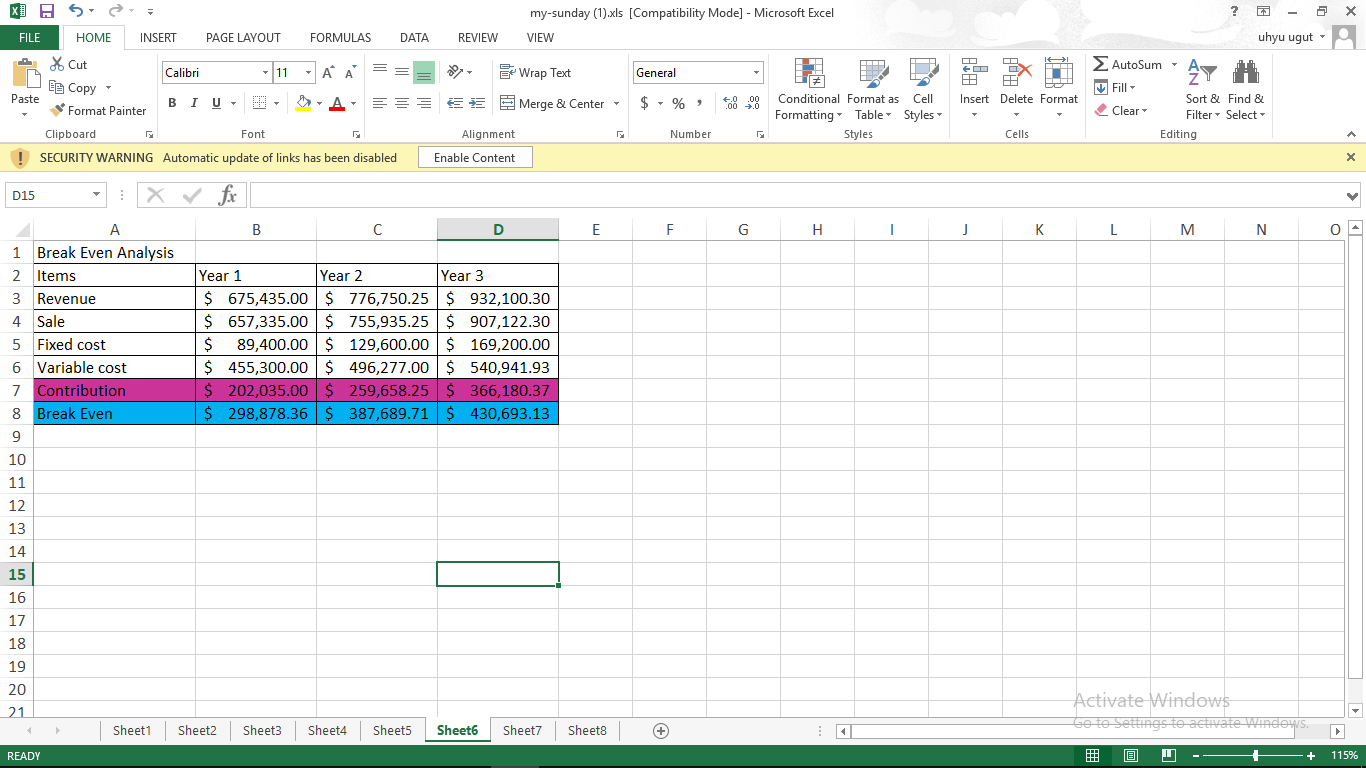 my-sunday (1).xls [Compatibility Mode] - Microsoft Excel
?
FILE HOME INSERT PAGE LAYOUT FORMULAS DATA REVIEW VIEW uhyu ugut
Paste
Cut
Copy
Format Painter
Clipboard
Calibri 11
B I U
Font
Wrap Text
Merge & Center
Alignment
General
$ % ,
Number
Conditional Formatting
Format as Table
Cell Styles
Styles
Insert Delete Format
Cells
AutoSum
Fill
Clear
Sort & Filter
Find & Select
Editing
SECURITY WARNING Automatic update of links has been disabled Enable Content
D15 fx
A B C D E F G H I J K L M N O
1 Break Even Analysis
2 Items Year 1 Year 2 Year 3
3 Revenue $ 675,435.00 $ 776,750.25 $ 932,100.30
4 Sale $ 657,335.00 $ 755,935.25 $ 907,122.30
5 Fixed cost $ 89,400.00 $ 129,600.00 $ 169,200.00
6 Variable cost $ 455,300.00 $ 496,277.00 $ 540,941.93
7 Contribution $ 202,035.00 $ 259,658.25 $ 366,180.37
8 Break Even $ 298,878.36 $ 387,689.71 $ 430,693.13
9
10
11
12
13
14
15
16
17
18
19
20
21
Activate Windows
Go to Settings to activate Windows.
Sheet1 Sheet2 Sheet3 Sheet4 Sheet5 Sheet6 Sheet7 Sheet8
READY 115%